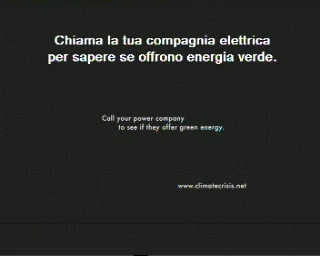 Chiama la tua compagnia elettrica
per sapere se offrono energia verde.
Call your power company
to see if they offer green energy.
www.climatecrisis.net